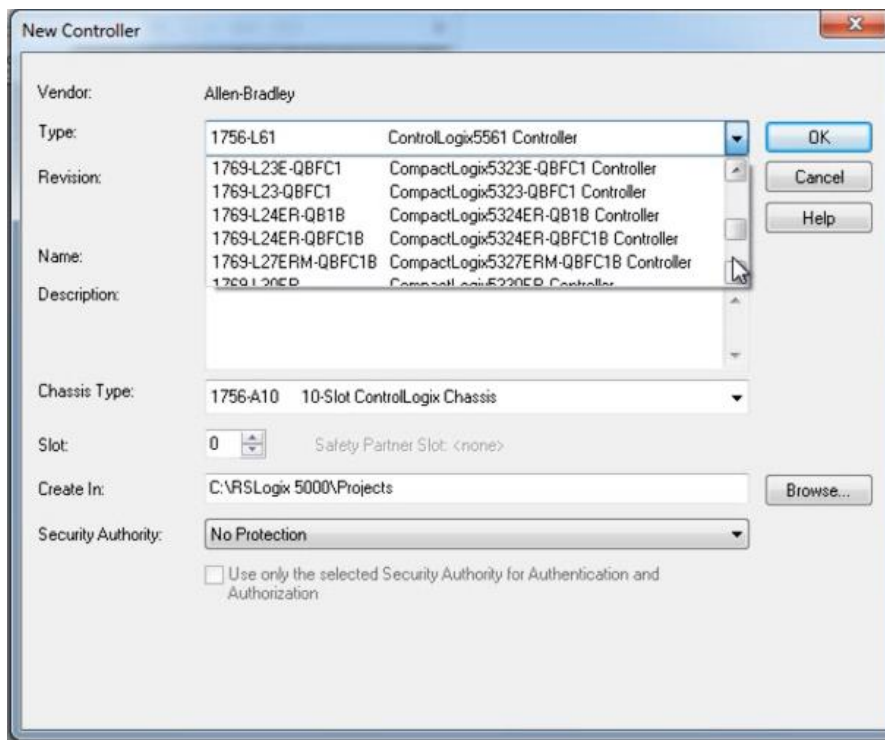 New Controller
Vendor: Allen-Bradley
Type: 1756-L61 ControlLogix5561 Controller OK
1769-L23E-QBFC1 CompactLogix5323E-QBFC1 Controller
Revision: 1769-L23-QBFC1 CompactLogix5323-QBFC1 Controller Cancel
1769-L24ER-QB1B CompactLogix5324ER-QB1B Controller Help
1769-L24ER-QBFC1B CompactLogix5324ER-QBFC1B Controller
Name: 1769-L27ERM-QBFC1B CompactLogix5327ERM-QBFC1B Controller
Description:
Chassis Type: 1756-A10 10-Slot ControlLogix Chassis
Slot: 0 Safety Partner Slot: <none>
Create In: C:\RSLogix 5000\Projects Browse...
Security Authority: No Protection
Use only the selected Security Authority for Authentication and
Authorization